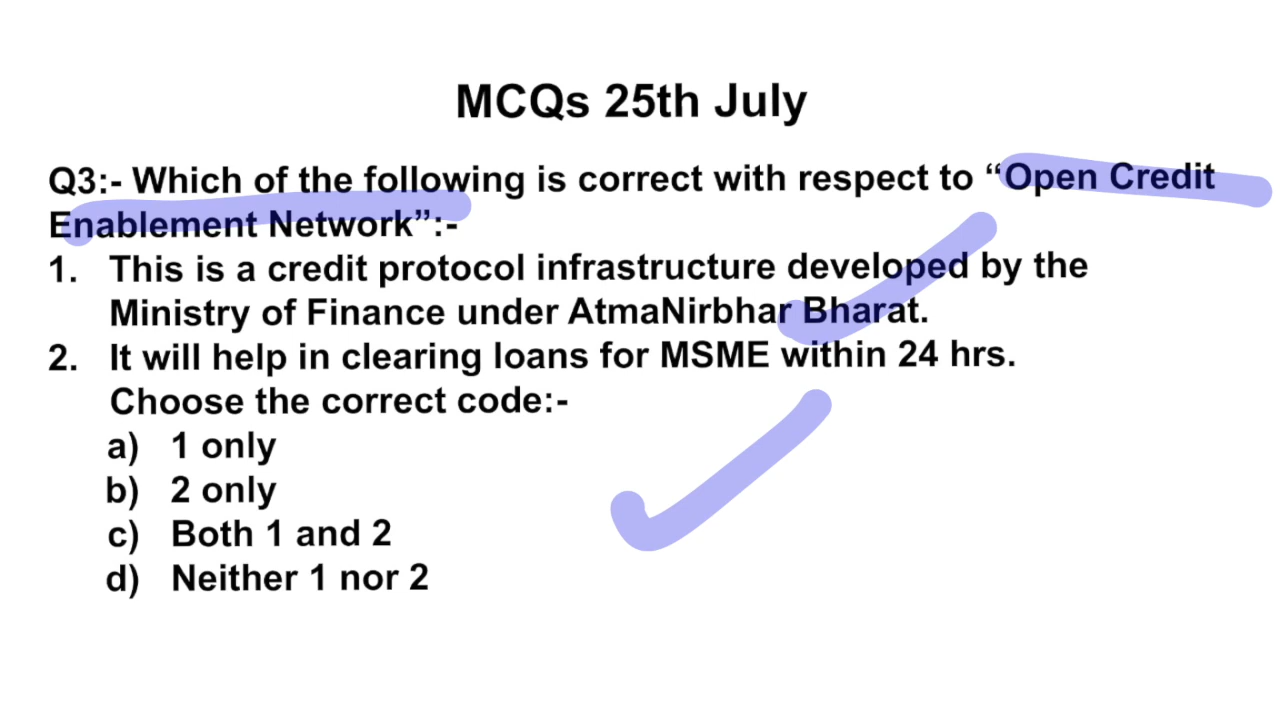 MCQs 25th July
Q3:- Which of the following is correct with respect to “Open Credit
Enablement Network”:-
1. This is a credit protocol infrastructure developed by the
Ministry of Finance under AtmaNirbhar Bharat.
2. It will help in clearing loans for MSME within 24 hrs.
Choose the correct code:-
a) 1 only
b) 2 only
c) Both 1 and 2
d) Neither 1 nor 2